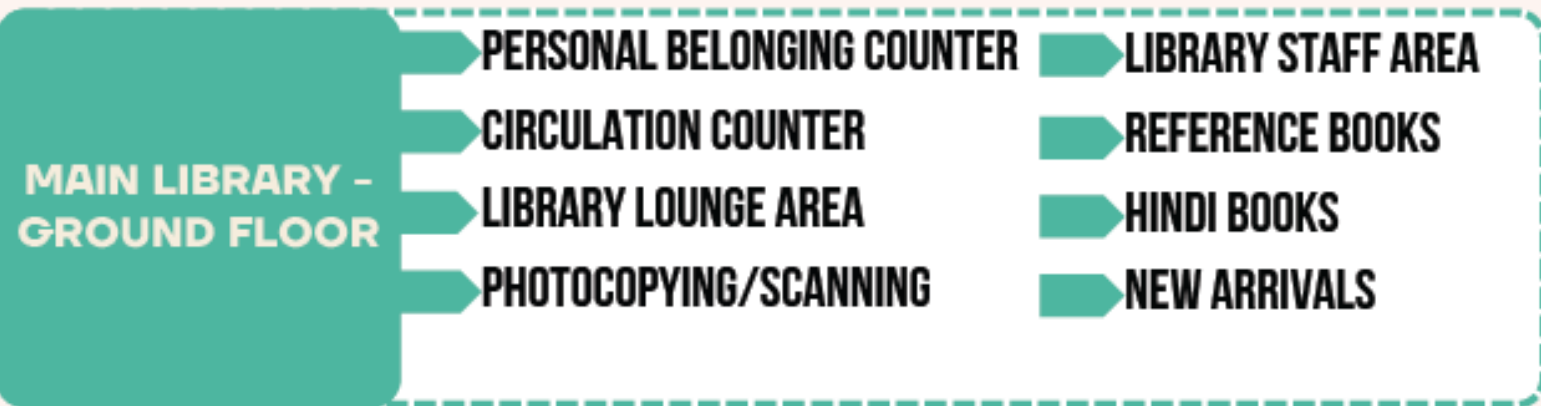 MAIN LIBRARY -
GROUND FLOOR
PERSONAL BELONGING COUNTER
CIRCULATION COUNTER
LIBRARY LOUNGE AREA
PHOTOCOPYING/SCANNING
LIBRARY STAFF AREA
REFERENCE BOOKS
HINDI BOOKS
NEW ARRIVALS